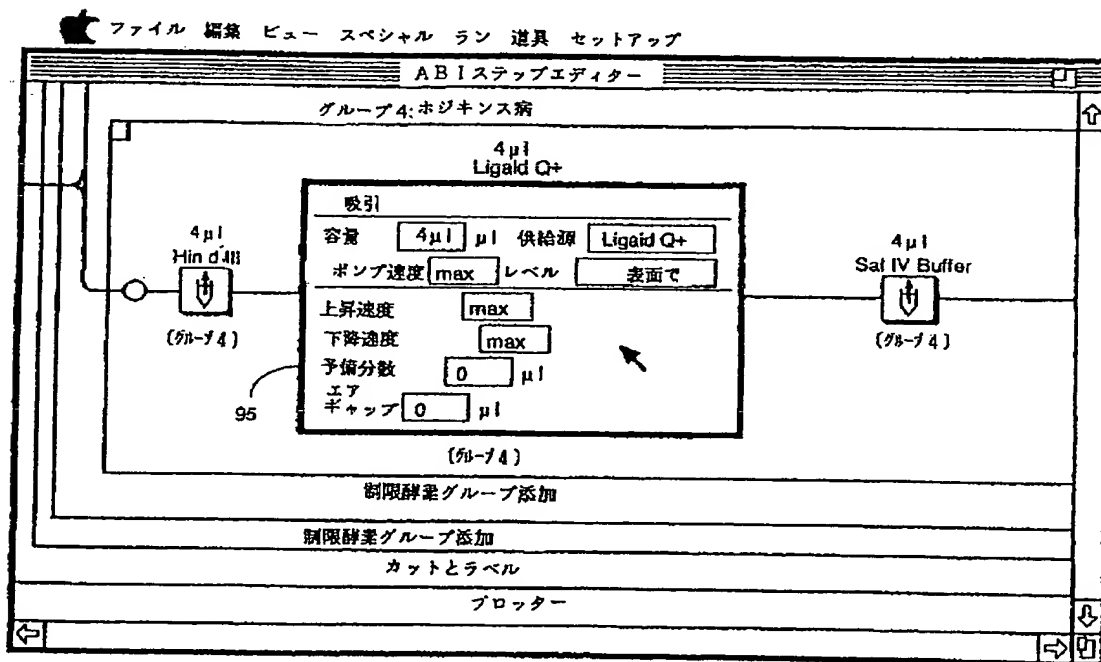 ファイル 編集 ビュー スペシャル ラン 道具 セットアップ
ABIステップエディター
グループ4:ホジキンス病
4μl
Ligald Q+
吸引
容量 4μl μl 供給源 Ligaid Q+
ポンプ速度 max レベル 表面で
上昇速度 max
下降速度 max
予備分数 0 μl
エア
ギャップ 0 μl
(グループ4)
4μl
Hin d III
(グループ4)
4μl
Sat IV Buffer
(グループ4)
95
制限酵素グループ添加
制限酵素グループ添加
カットとラベル
ブロッター